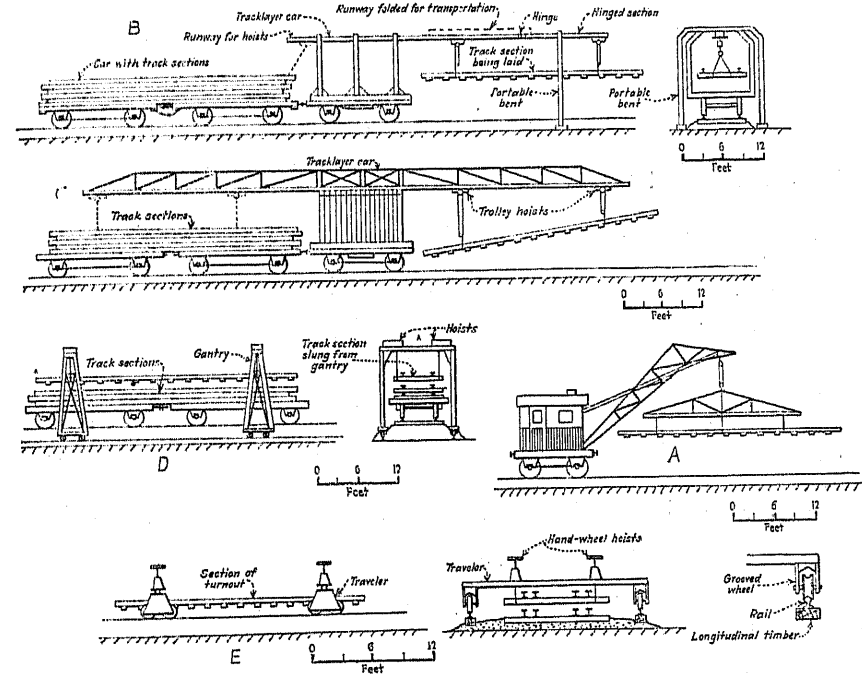 B
Tracklayer car
Runway folded for transportation
Hinge
Hinged section
Runway for hoists
Car with track sections
Track section
being laid
Portable
bent
Portable
bent
0 6 12
Feet
C
Tracklayer car
Track sections
Trolley hoists
0 6 12
Feet
Gantry
Track sections
A
Hoists
A
Track section
slung from
gantry
D
0 6 12
Feet
A
0 6 12
Feet
Section of
turnout
Traveler
E
0 6 12
Feet
Hand-wheel hoists
Traveler
Grooved
wheel
Rail
Longitudinal timber